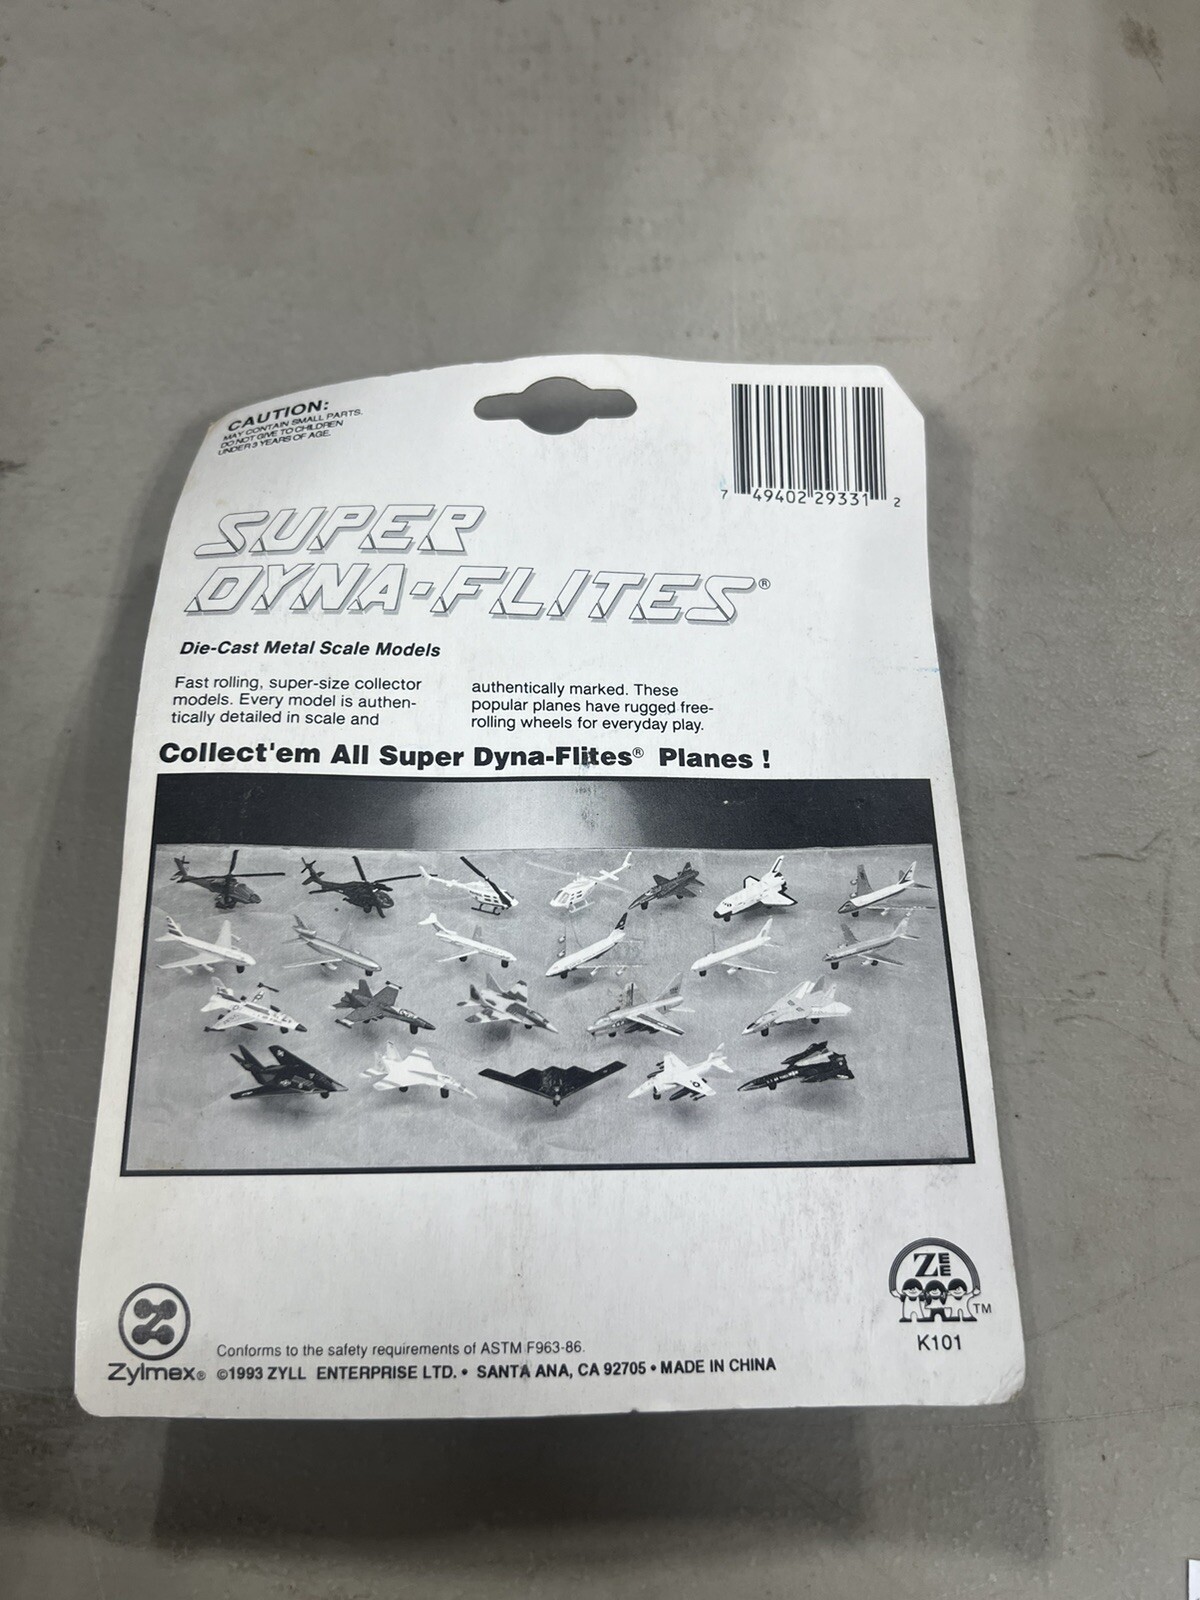 CAUTION:
MAY CONTAIN SMALL PARTS.
DO NOT GIVE TO CHILDREN
UNDER 3 YEARS OF AGE.
7 49402 29331 2
SUPER
DYNA-FLITES®
Die-Cast Metal Scale Models
Fast rolling, super-size collector
models. Every model is authen-
tically detailed in scale and
authentically marked. These
popular planes have rugged free-
rolling wheels for everyday play.
Collect'em All Super Dyna-Flites® Planes !
ZEE
TM
K101
Z
Zylmex®
Conforms to the safety requirements of ASTM F963-86.
©1993 ZYLL ENTERPRISE LTD. • SANTA ANA, CA 92705 • MADE IN CHINA